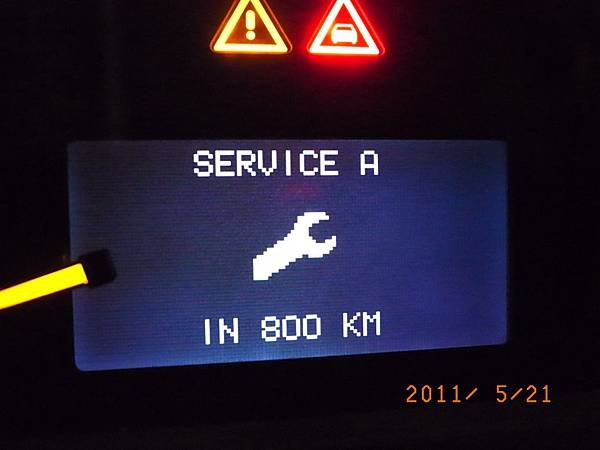 SERVICE A
IN 800 KM
2011/ 5/21